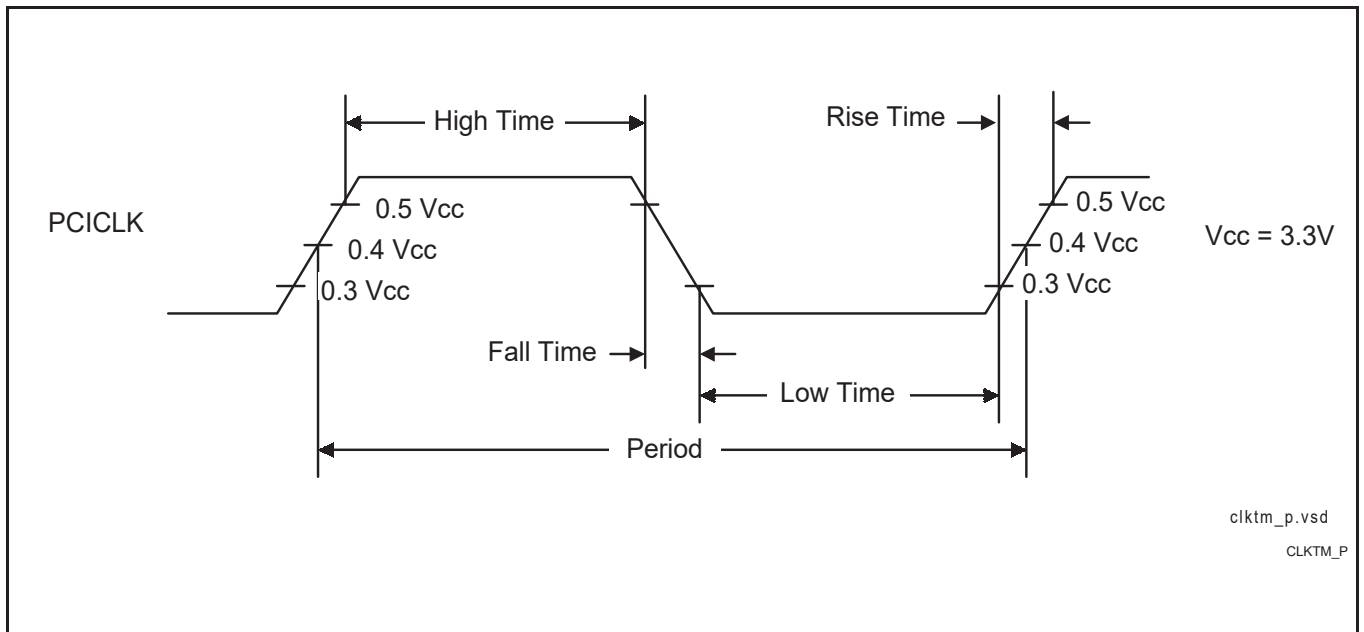 High Time
Rise Time
0.5 Vcc
0.5 Vcc
PCICLK
0.4 Vcc
0.4 Vcc
Vcc = 3.3V
0.3 Vcc
0.3 Vcc
Fall Time
Low Time
Period
clktm_p.vsd
CLKTM_P